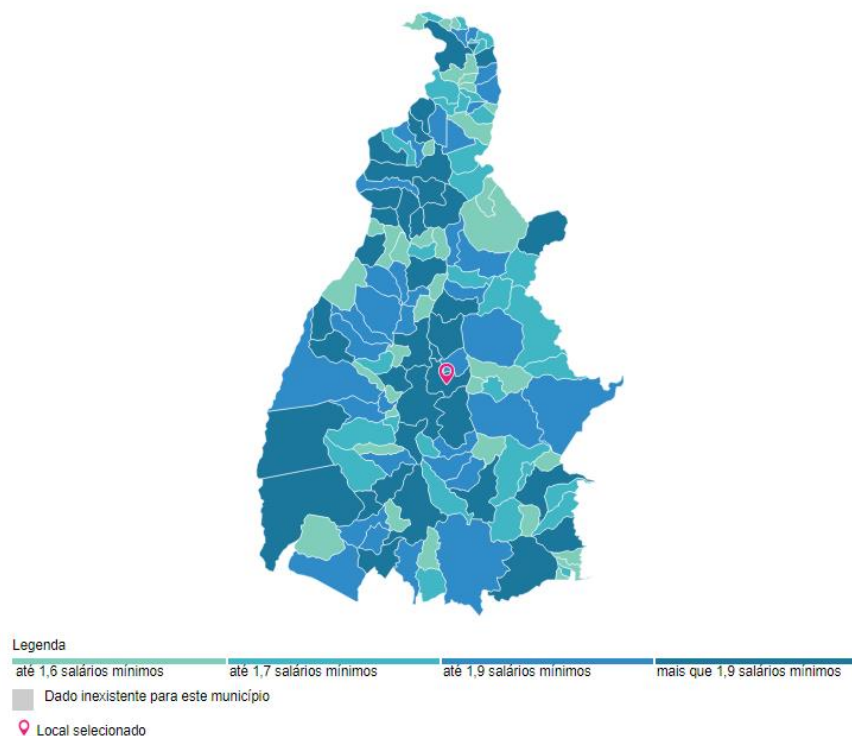 Legenda
até 1,6 salários mínimos
até 1,7 salários mínimos
até 1,9 salários mínimos
mais que 1,9 salários mínimos
Dado inexistente para este município
Local selecionado